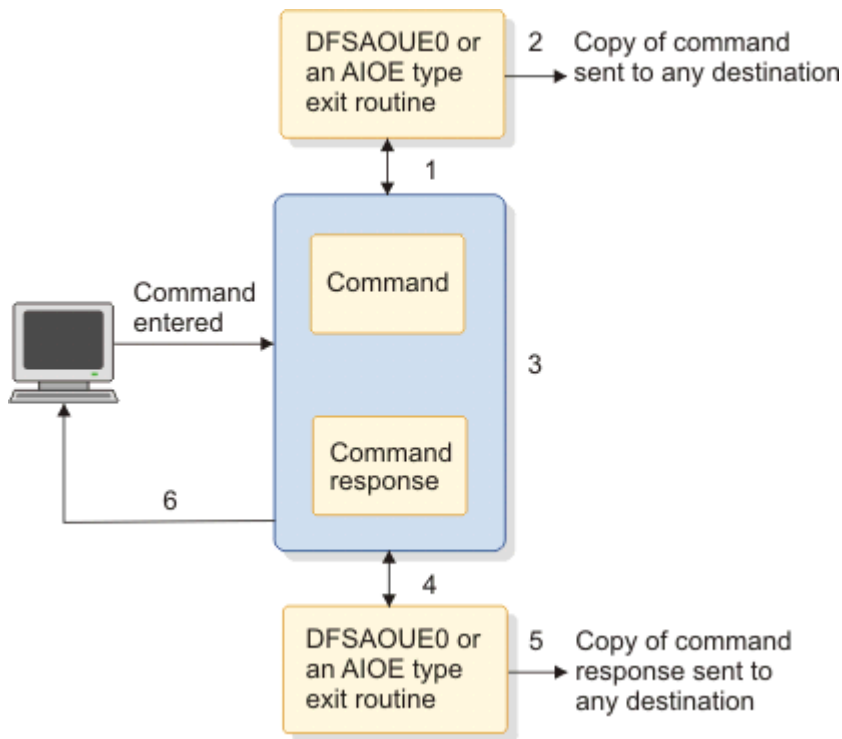 DFSAOUE0 or
an AIOE type
exit routine
2 Copy of command
sent to any destination
1
Command
Command
entered
3
Command
response
6
4
DFSAOUE0 or
an AIOE type
exit routine
5 Copy of command
response sent to
any destination